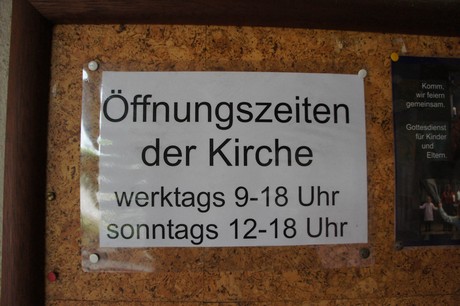 Öffnungszeiten
der Kirche
werktags 9-18 Uhr
sonntags 12-18 Uhr
Komm,
wir feiern
gemeinsam.
Gottesdienst
für Kinder
und
Eltern.